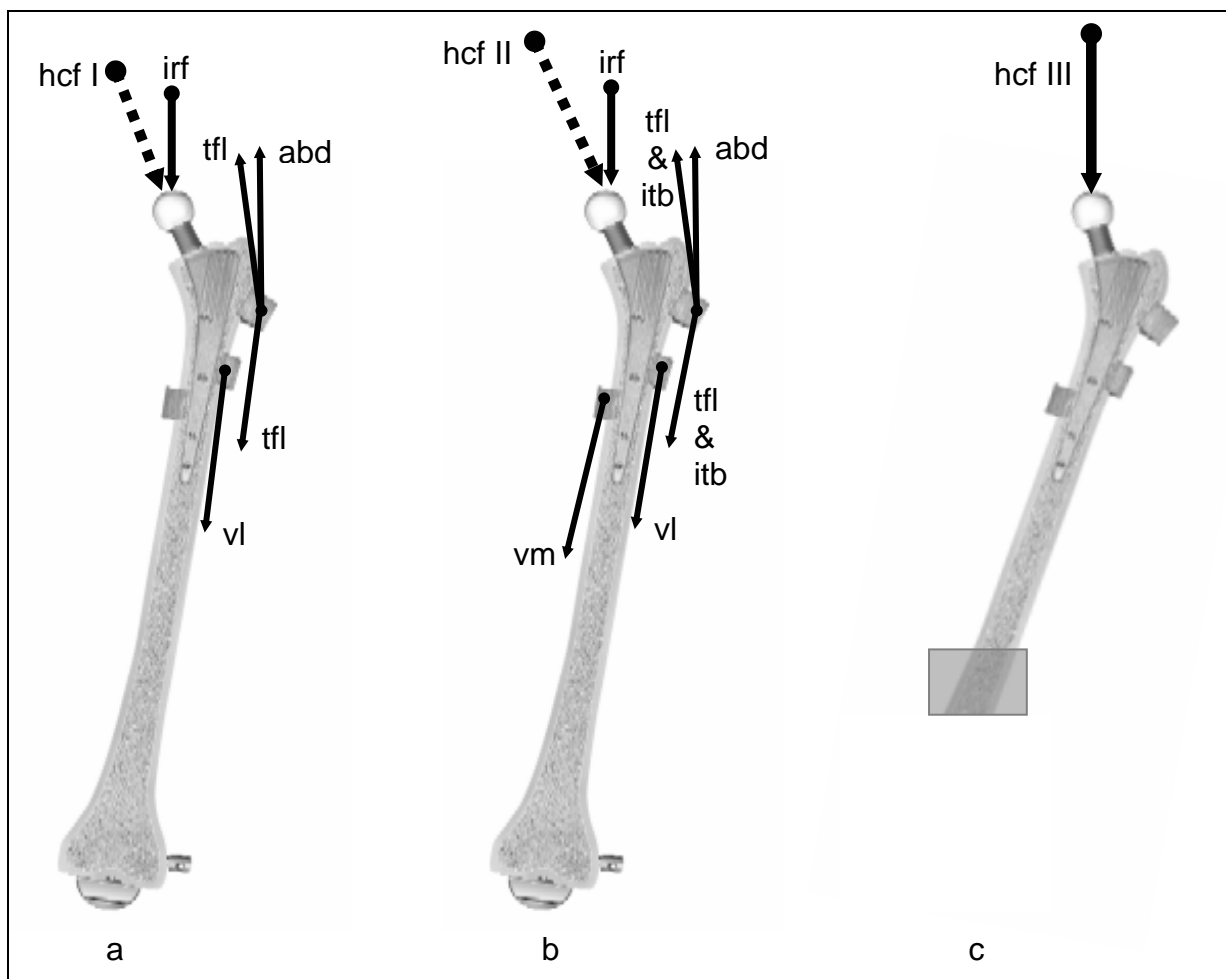 hcf I
irf
tfl
abd
tfl
vl
a
hcf II
irf
tfl
&
itb
abd
tfl
&
itb
vl
vm
b
hcf III
c